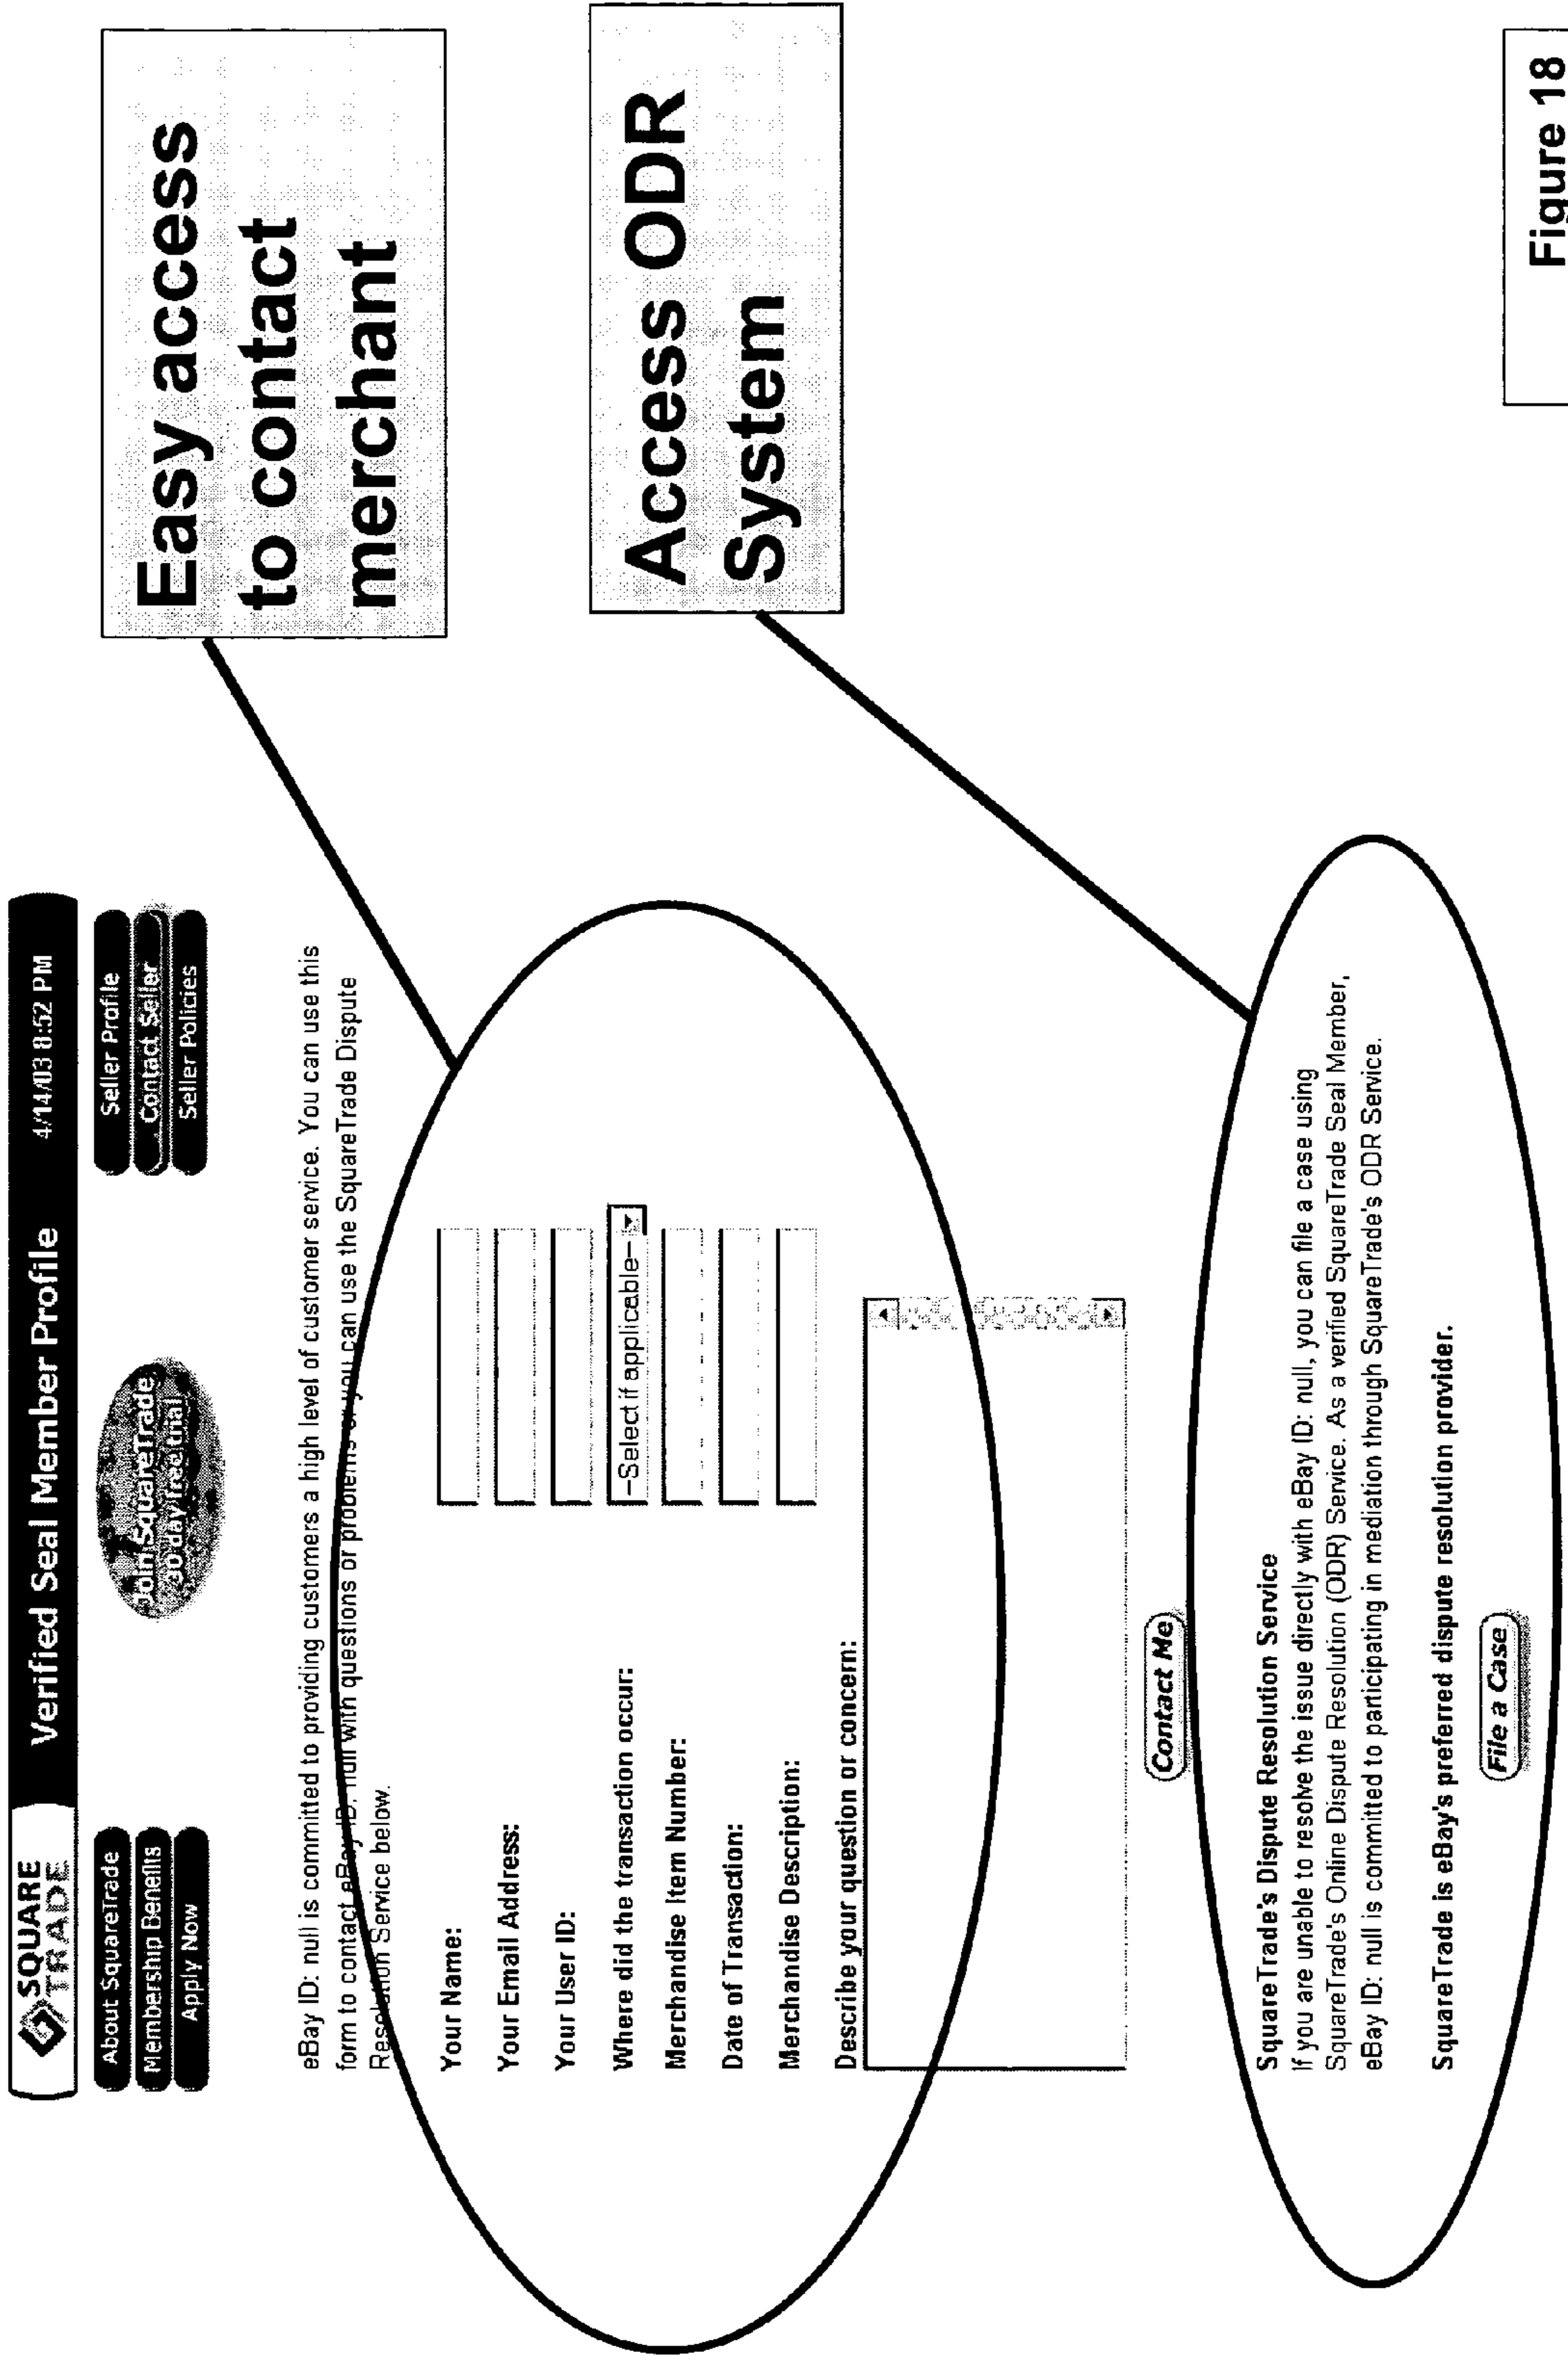 SQUARE TRADE
Verified Seal Member Profile
4/14/03 8:52 PM
About SquareTrade
Membership Benefits
Apply Now
Join SquareTrade
30 day free trial
Seller Profile
Contact Seller
Seller Policies
eBay ID: null is committed to providing customers a high level of customer service. You can use this
form to contact eBay ID: null with questions or problems or you can use the SquareTrade Dispute
Resolution Service below.
Your Name:
Your Email Address:
Your User ID:
Where did the transaction occur:
–Select if applicable–
Merchandise Item Number:
Date of Transaction:
Merchandise Description:
Describe your question or concern:
Contact Me
SquareTrade's Dispute Resolution Service
If you are unable to resolve the issue directly with eBay ID: null, you can file a case using
SquareTrade's Online Dispute Resolution (ODR) Service. As a verified SquareTrade Seal Member,
eBay ID: null is committed to participating in mediation through SquareTrade's ODR Service.
SquareTrade is eBay's preferred dispute resolution provider.
File a Case
Easy access
to contact
merchant
Access ODR
System
Figure 18